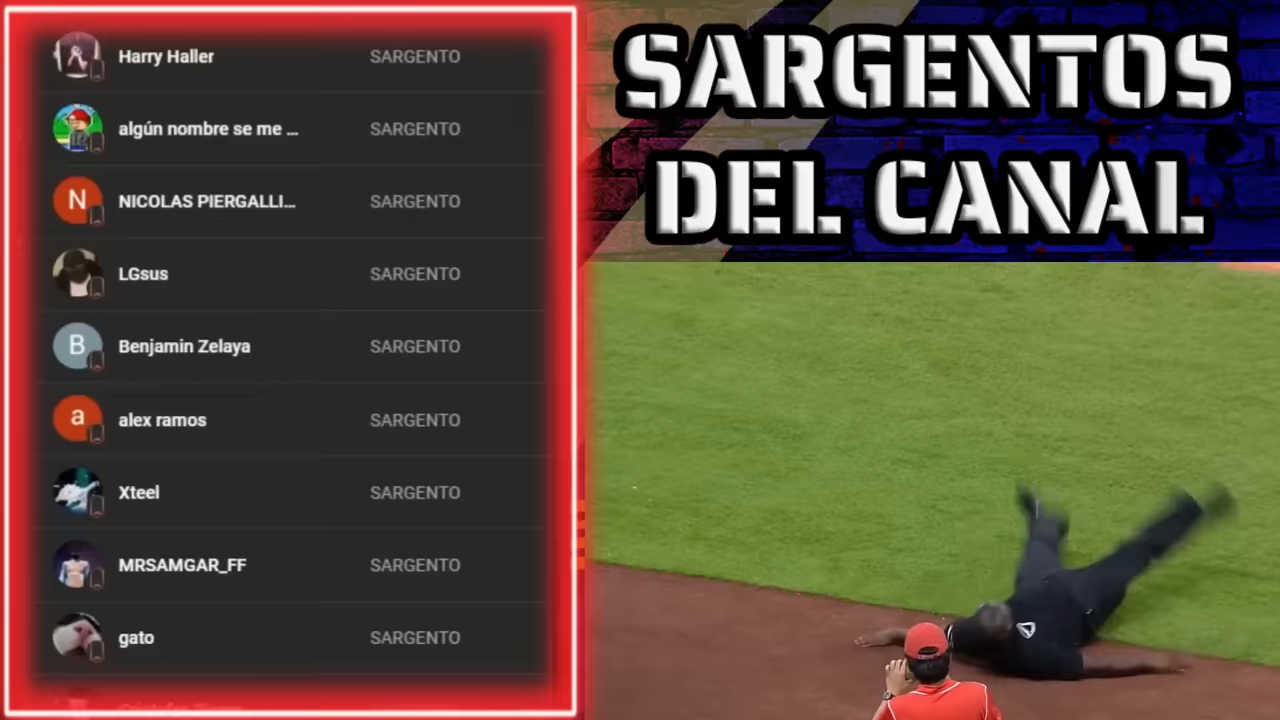 Harry Haller SARGENTO
algún nombre se me ... SARGENTO
N NICOLAS PIERGALLI... SARGENTO
LGsus SARGENTO
B Benjamin Zelaya SARGENTO
a alex ramos SARGENTO
Xteel SARGENTO
MRSAMGAR_FF SARGENTO
gato SARGENTO
SARGENTOS
DEL CANAL